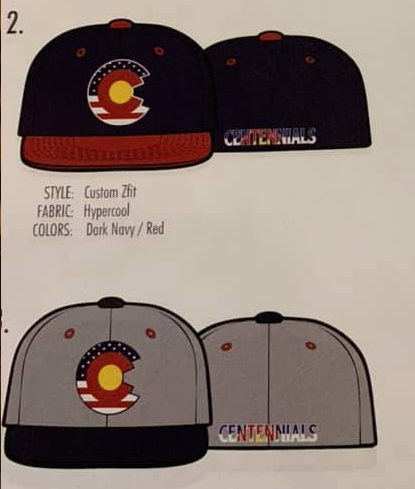 2.
CENTENNIALS
STYLE: Custom Zfit
FABRIC: Hypercool
COLORS: Dark Navy / Red
CENTENNIALS